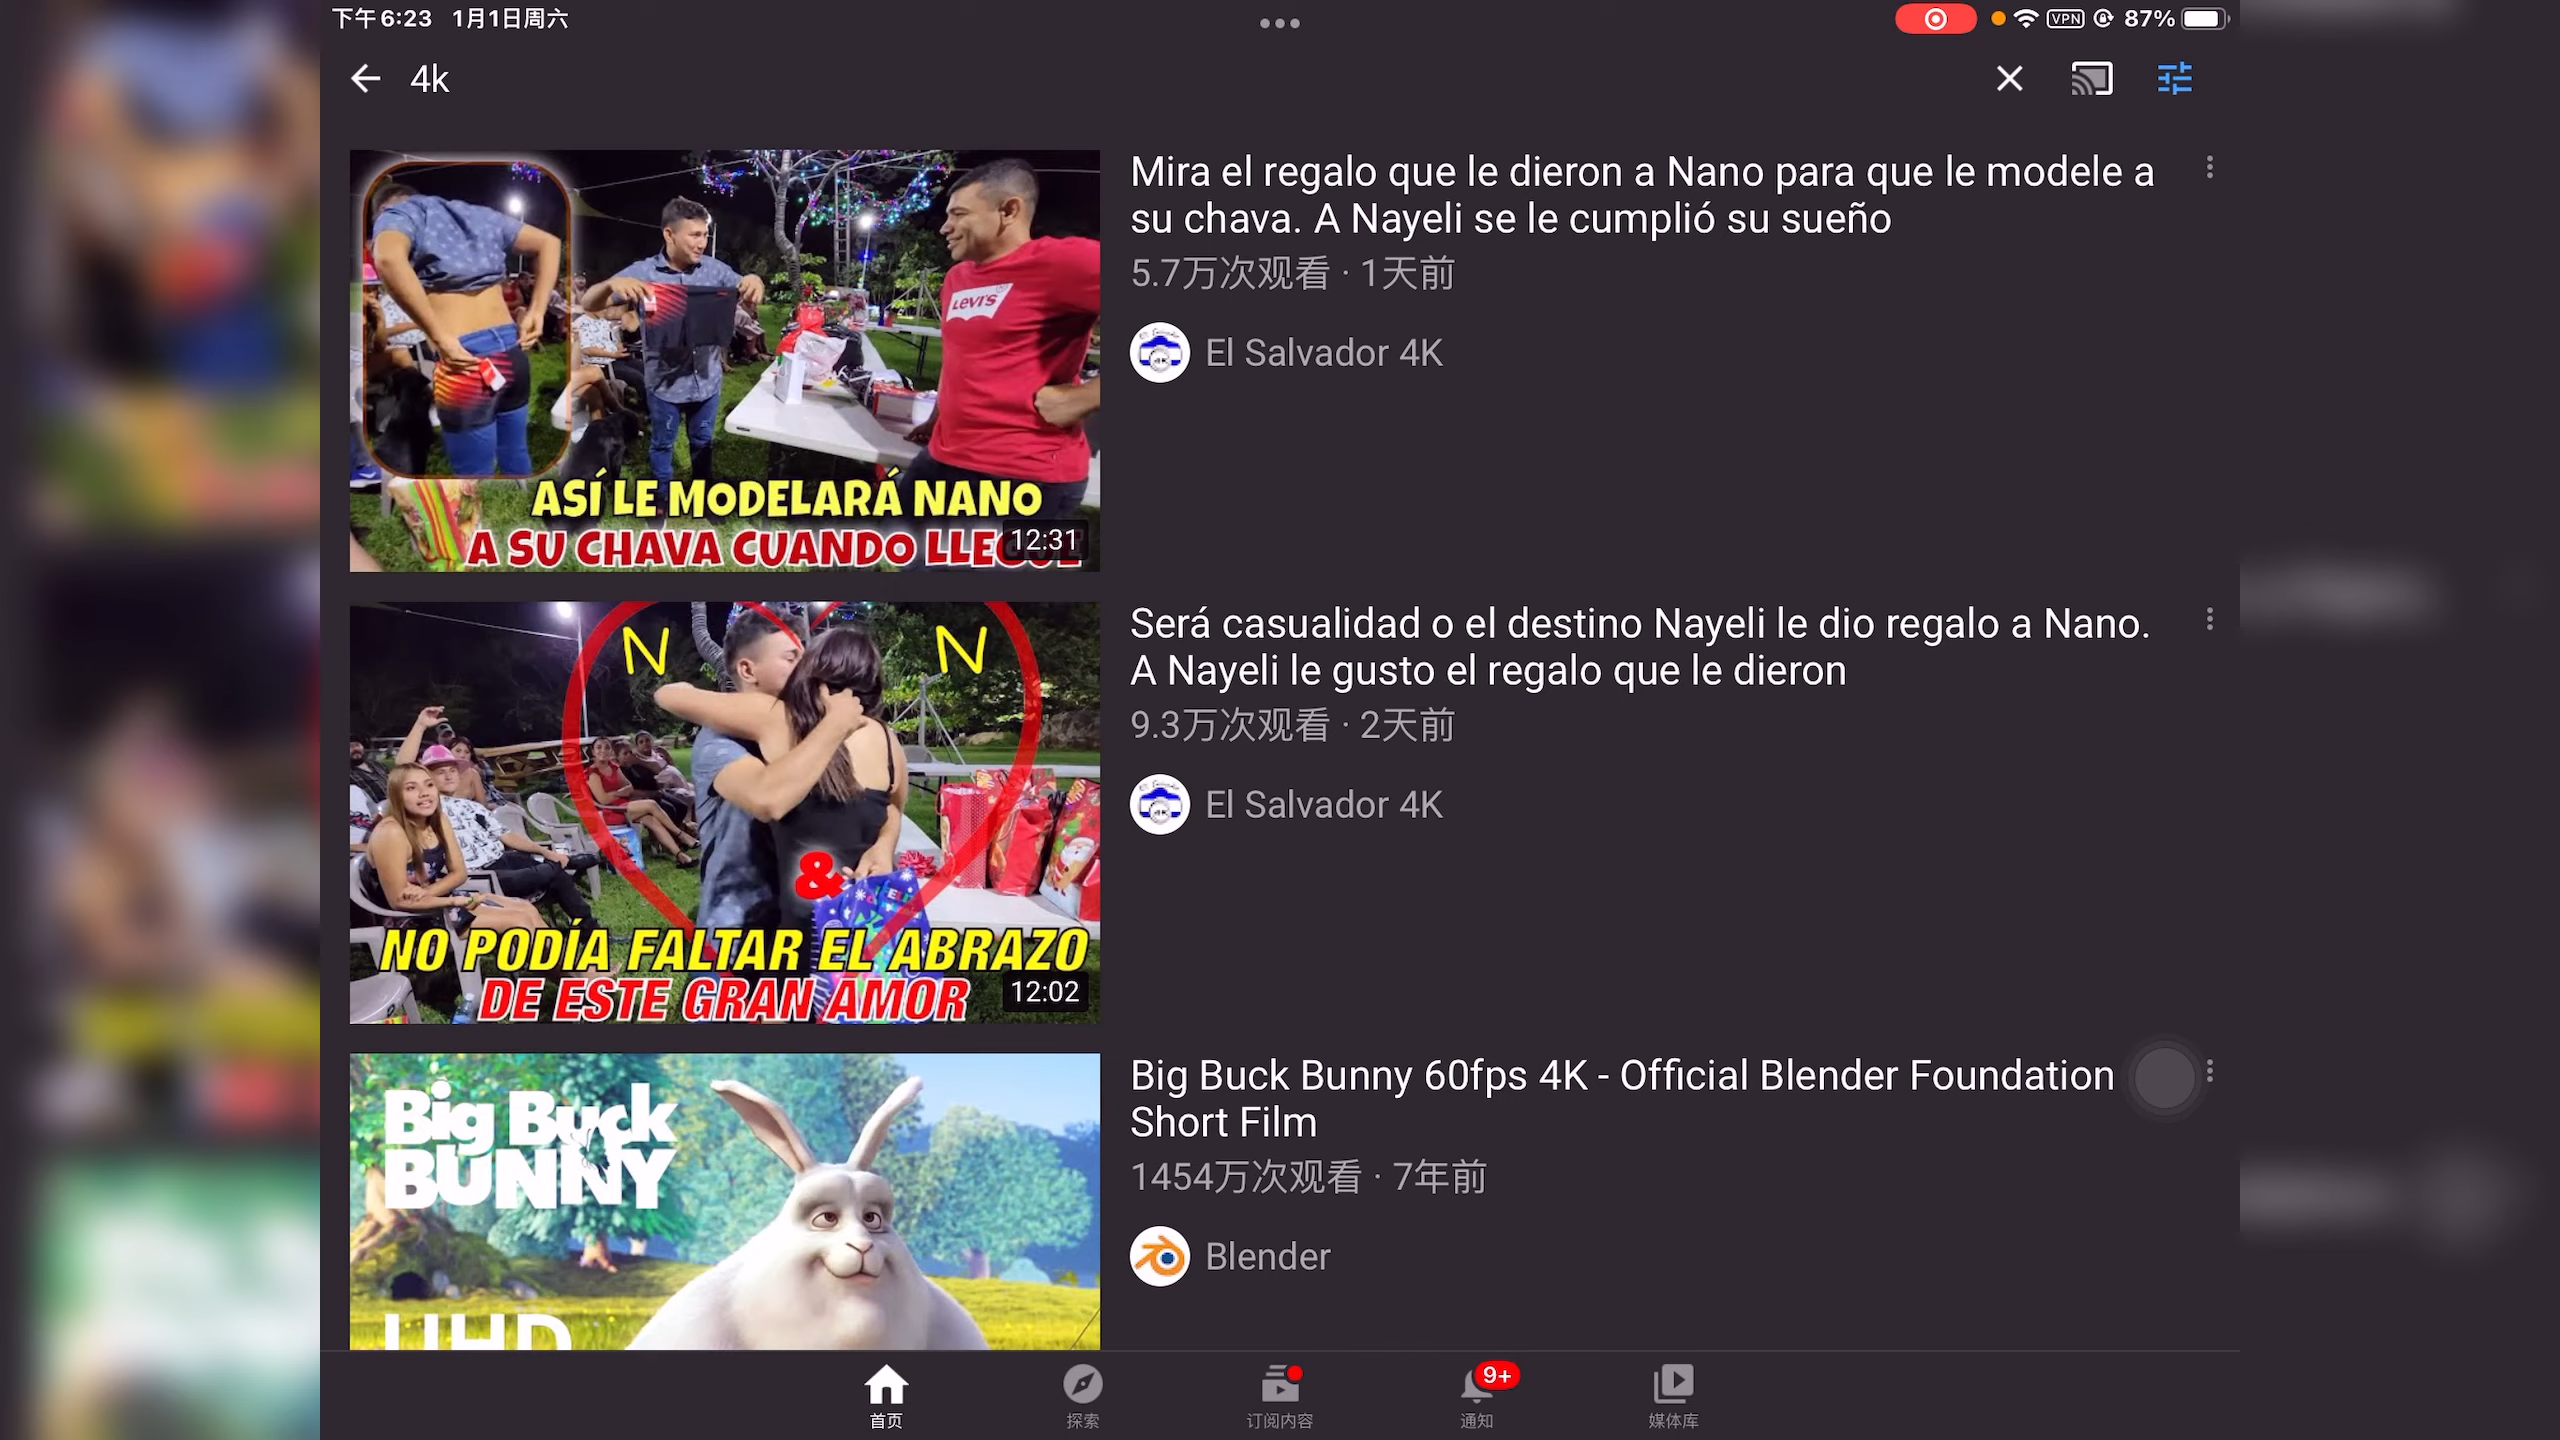 下午6:23 1月1日周六
VPN 87%
4k
LEVI'S
ASÍ LE MODELARÁ NANO
A SU CHAVA CUANDO LLEGUE
12:31
Mira el regalo que le dieron a Nano para que le modele a
su chava. A Nayeli se le cumplió su sueño
5.7万次观看 · 1天前
El Salvador 4K
N N
&
NO PODÍA FALTAR EL ABRAZO
DE ESTE GRAN AMOR
12:02
Será casualidad o el destino Nayeli le dio regalo a Nano.
A Nayeli le gusto el regalo que le dieron
9.3万次观看 · 2天前
El Salvador 4K
Big Buck
BUNNY
UHD
Big Buck Bunny 60fps 4K - Official Blender Foundation
Short Film
1454万次观看 · 7年前
Blender
9+
首页 探索 订阅内容 通知 媒体库